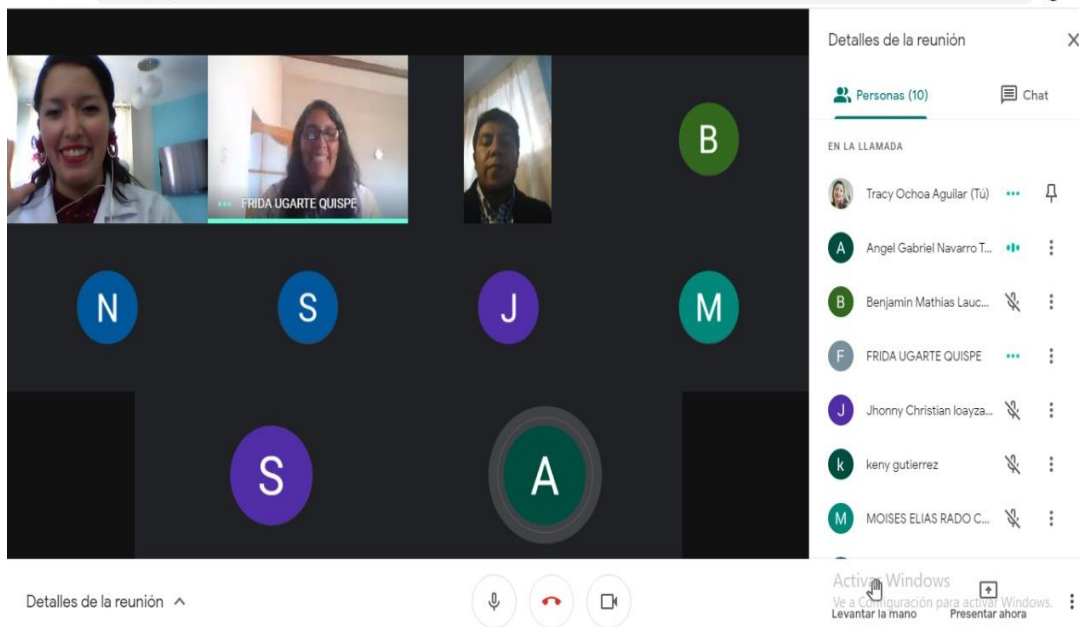 FRIDA UGARTE QUISPE
B
N
S
J
M
S
A
Detalles de la reunión
Personas (10)
Chat
EN LA LLAMADA
Tracy Ochoa Aguilar (Tú)
A
Angel Gabriel Navarro T...
B
Benjamin Mathias Lauc...
F
FRIDA UGARTE QUISPE
J
Jhonny Christian loayza...
k
keny gutierrez
M
MOISES ELIAS RADO C...
Activar Windows
Ve a Configuración para activar Windows.
Levantar la mano
Presentar ahora
Detalles de la reunión